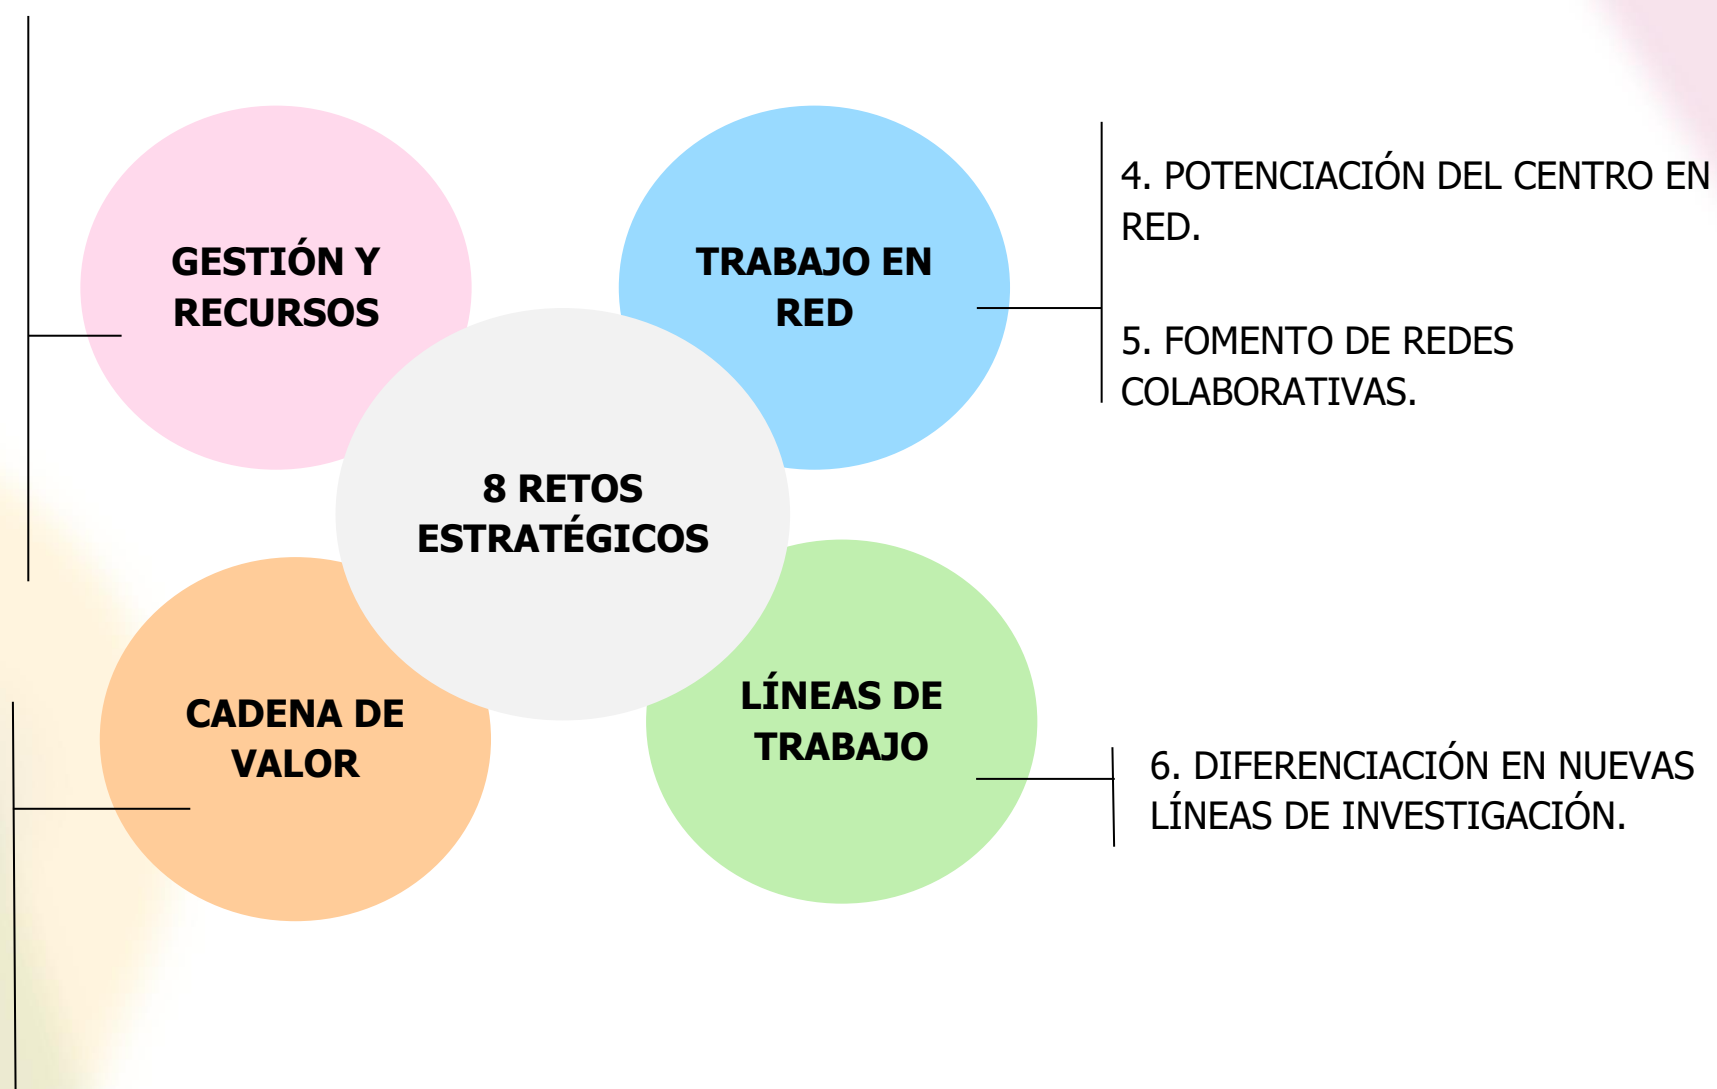 GESTIÓN Y
RECURSOS
TRABAJO EN
RED
4. POTENCIACIÓN DEL CENTRO EN
RED.
5. FOMENTO DE REDES
COLABORATIVAS.
8 RETOS
ESTRATÉGICOS
CADENA DE
VALOR
LÍNEAS DE
TRABAJO
6. DIFERENCIACIÓN EN NUEVAS
LÍNEAS DE INVESTIGACIÓN.